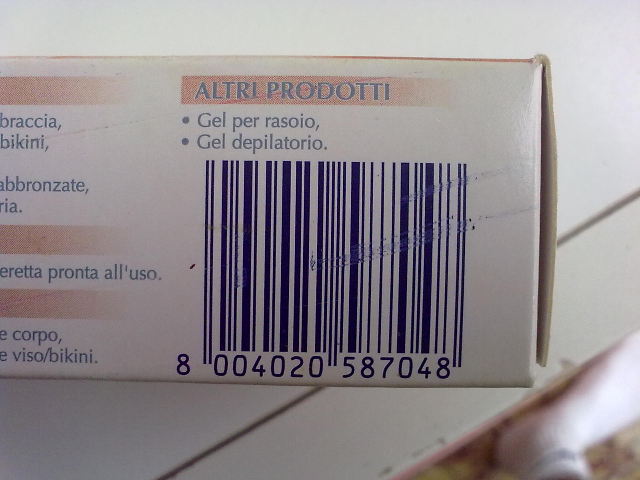 braccia,
bikini,
abbronzate,
eretta pronta all'uso.
e corpo,
e viso/bikini.
ALTRI PRODOTTI
• Gel per rasoio,
• Gel depilatorio.
8 004020 587048